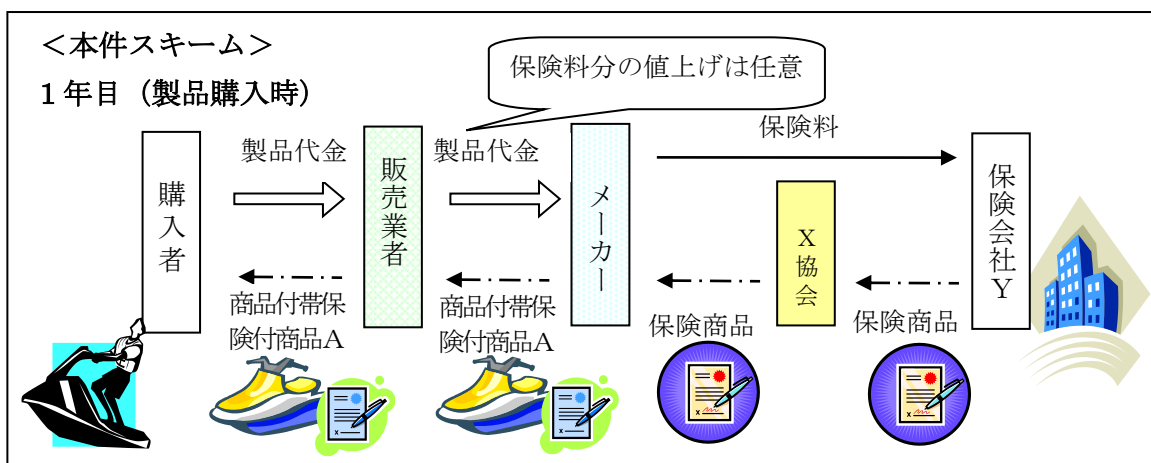 <本件スキーム>
1年目(製品購入時)
保険料分の値上げは任意
保険料
製品代金
製品代金
購入者
販売業者
メーカー
X協会
保険会社Y
商品付帯保
険付商品A
商品付帯保
険付商品A
保険商品
保険商品